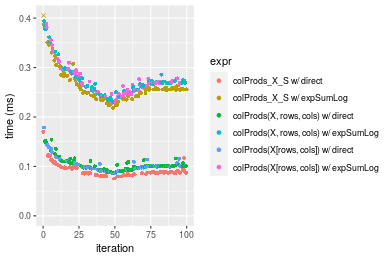 0.4
0.3
0.2
0.1
0.0
time (ms)
0
25
50
75
100
iteration
expr
colProds_X_S w/ direct
colProds_X_S w/ expSumLog
colProds(X, rows, cols) w/ direct
colProds(X, rows, cols) w/ expSumLog
colProds(X[rows, cols]) w/ direct
colProds(X[rows, cols]) w/ expSumLog